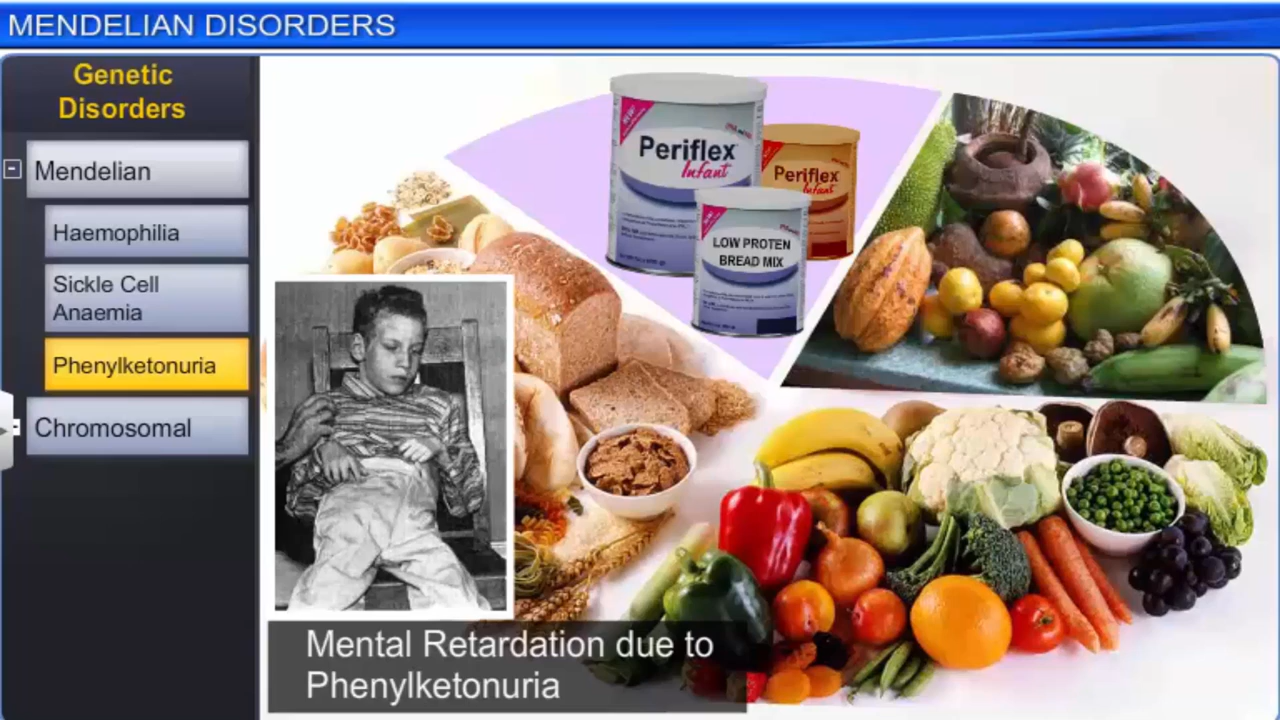 MENDELIAN DISORDERS
Genetic
Disorders
Mendelian
Haemophilia
Sickle Cell
Anaemia
Phenylketonuria
Chromosomal
Periflex
Infant
Periflex
Infant
LOW PROTEN
BREAD MIX
Mental Retardation due to
Phenylketonuria